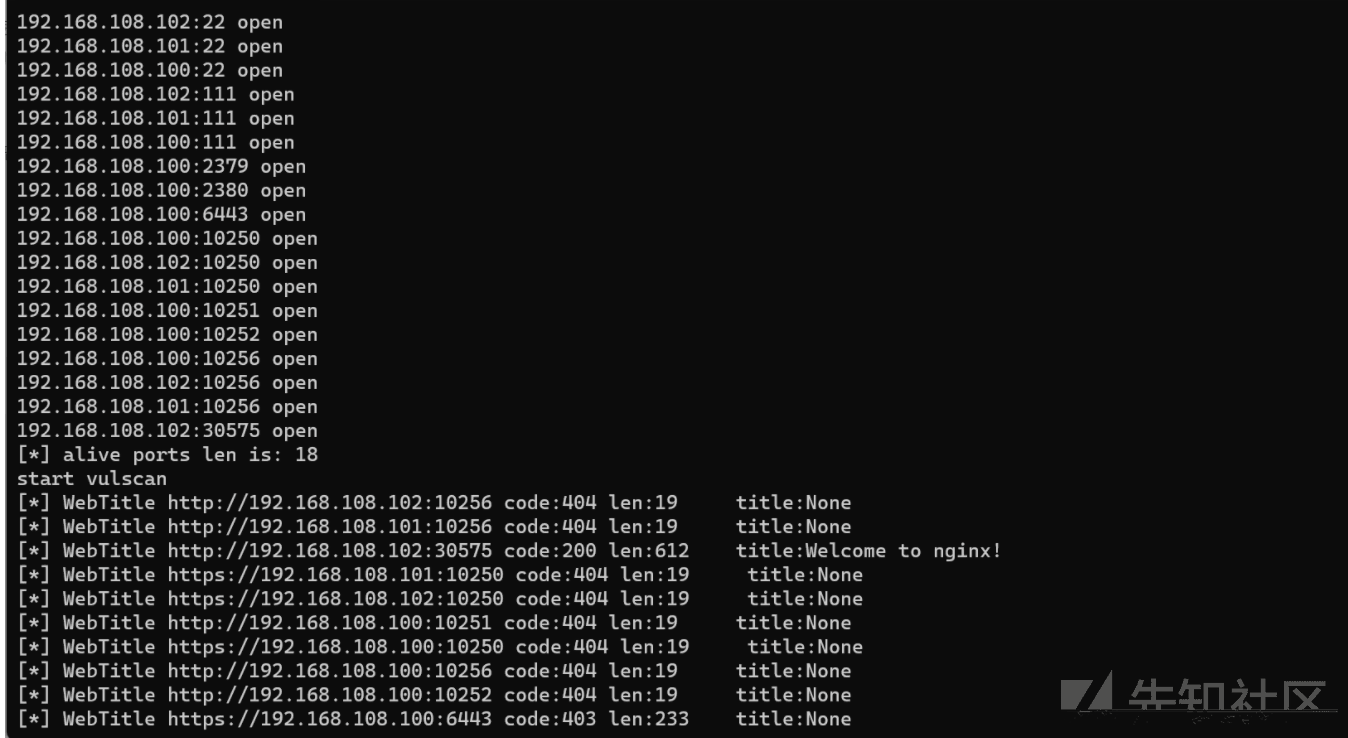 192.168.108.102:22 open
192.168.108.101:22 open
192.168.108.100:22 open
192.168.108.102:111 open
192.168.108.101:111 open
192.168.108.100:111 open
192.168.108.100:2379 open
192.168.108.100:2380 open
192.168.108.100:6443 open
192.168.108.100:10250 open
192.168.108.102:10250 open
192.168.108.101:10250 open
192.168.108.100:10251 open
192.168.108.100:10252 open
192.168.108.100:10256 open
192.168.108.102:10256 open
192.168.108.101:10256 open
192.168.108.102:30575 open
[*] alive ports len is: 18
start vulscan
[*] WebTitle http://192.168.108.102:10256 code:404 len:19     title:None
[*] WebTitle http://192.168.108.101:10256 code:404 len:19     title:None
[*] WebTitle http://192.168.108.102:30575 code:200 len:612    title:Welcome to nginx!
[*] WebTitle https://192.168.108.101:10250 code:404 len:19     title:None
[*] WebTitle https://192.168.108.102:10250 code:404 len:19     title:None
[*] WebTitle http://192.168.108.100:10251 code:404 len:19     title:None
[*] WebTitle https://192.168.108.100:10250 code:404 len:19     title:None
[*] WebTitle http://192.168.108.100:10256 code:404 len:19     title:None
[*] WebTitle http://192.168.108.100:10252 code:404 len:19     title:None
[*] WebTitle https://192.168.108.100:6443 code:403 len:233    title:None
先知社区